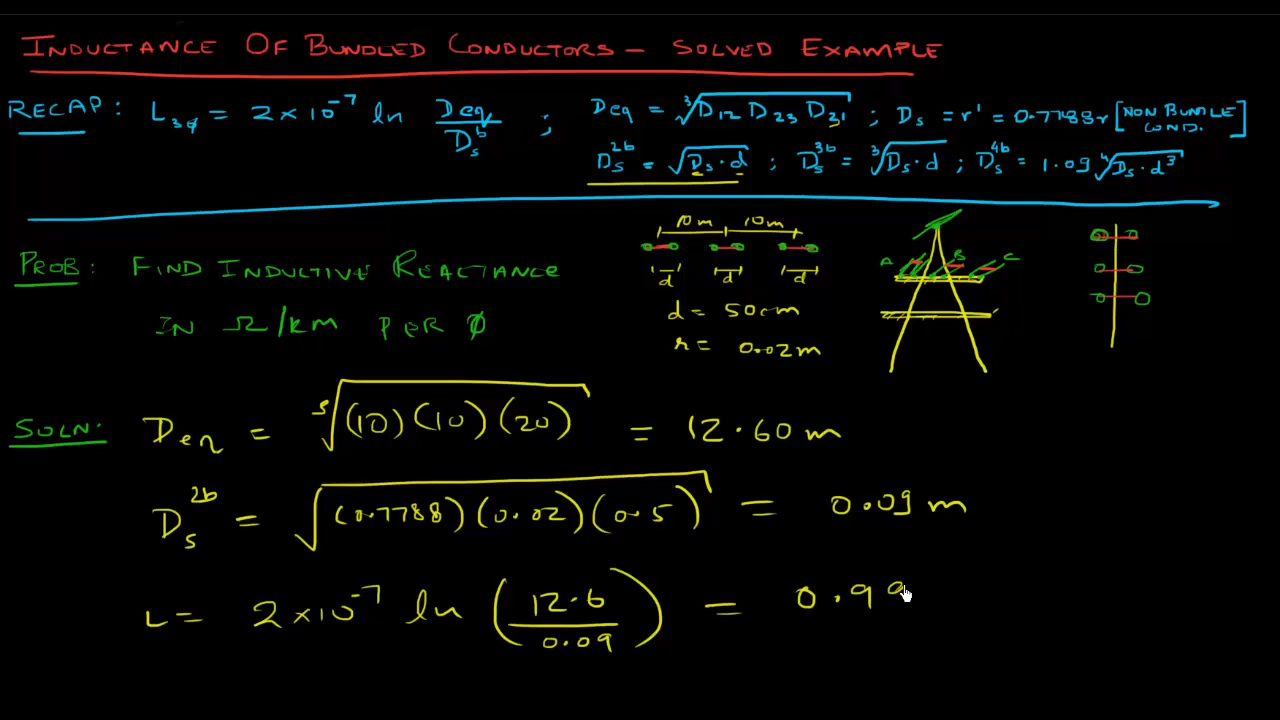 INDUCTANCE OF BUNDLED CONDUCTORS – SOLVED EXAMPLE
RECAP: L₃φ = 2×10⁻⁷ ln Deq/Dₛᵇ ; Deq = ∛(D₁₂ D₂₃ D₃₁) ; Dₛ = r' = 0.7788r [NON BUNDLE COND.]
Dₛ²ᵇ = √(Dₛ·d) ; Dₛ³ᵇ = ∛(Dₛ·d) ; Dₛ⁴ᵇ = 1.09 ∜(Dₛ·d³)
10m 10m
PROB: FIND INDUCTIVE REACTANCE
IN Ω/km PER φ
d d d
d = 50cm
r = 0.02m
A B C
SOLN: Deq = ∛((10)(10)(20)) = 12.60 m
Dₛ²ᵇ = √((0.7788)(0.02)(0.5)) = 0.09 m
L = 2×10⁻⁷ ln (12.6/0.09) = 0.99